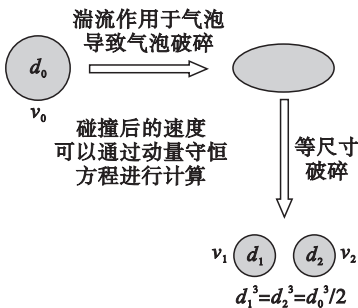 湍流作用于气泡
导致气泡破碎
d₀
v₀
碰撞后的速度
可以通过动量守恒
方程进行计算
等尺寸
破碎
v₁ d₁ d₂ v₂
d₁³=d₂³=d₀³/2